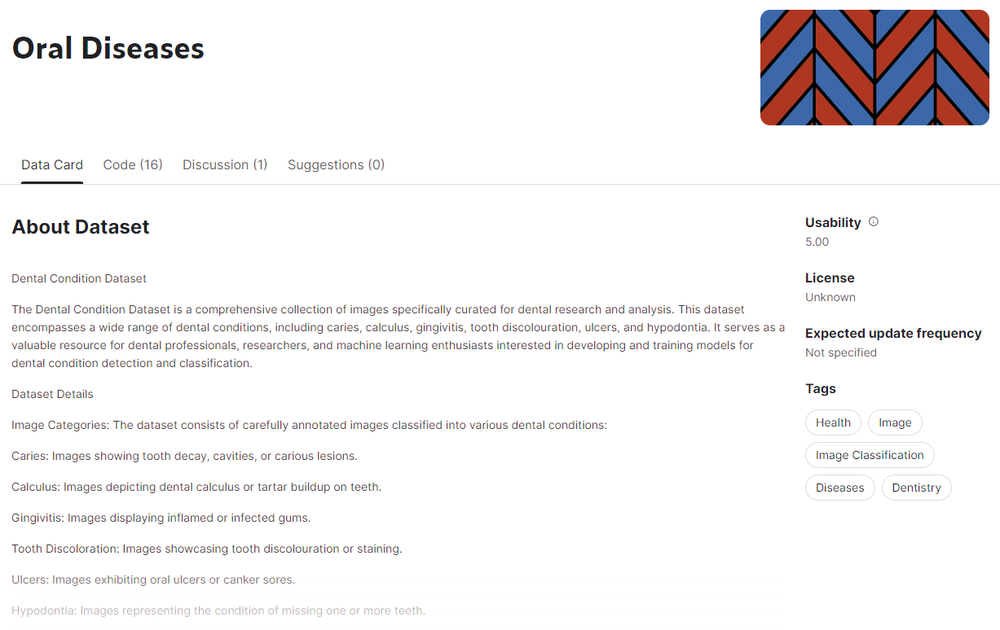 Oral Diseases
Data Card
Code (16)
Discussion (1)
Suggestions (0)
About Dataset
Dental Condition Dataset
The Dental Condition Dataset is a comprehensive collection of images specifically curated for dental research and analysis. This dataset
encompasses a wide range of dental conditions, including caries, calculus, gingivitis, tooth discolouration, ulcers, and hypodontia. It serves as a
valuable resource for dental professionals, researchers, and machine learning enthusiasts interested in developing and training models for
dental condition detection and classification.
Dataset Details
Image Categories: The dataset consists of carefully annotated images classified into various dental conditions:
Caries: Images showing tooth decay, cavities, or carious lesions.
Calculus: Images depicting dental calculus or tartar buildup on teeth.
Gingivitis: Images displaying inflamed or infected gums.
Tooth Discoloration: Images showcasing tooth discolouration or staining.
Ulcers: Images exhibiting oral ulcers or canker sores.
Hypodontia: Images representing the condition of missing one or more teeth.
Usability
5.00
License
Unknown
Expected update frequency
Not specified
Tags
Health
Image
Image Classification
Diseases
Dentistry